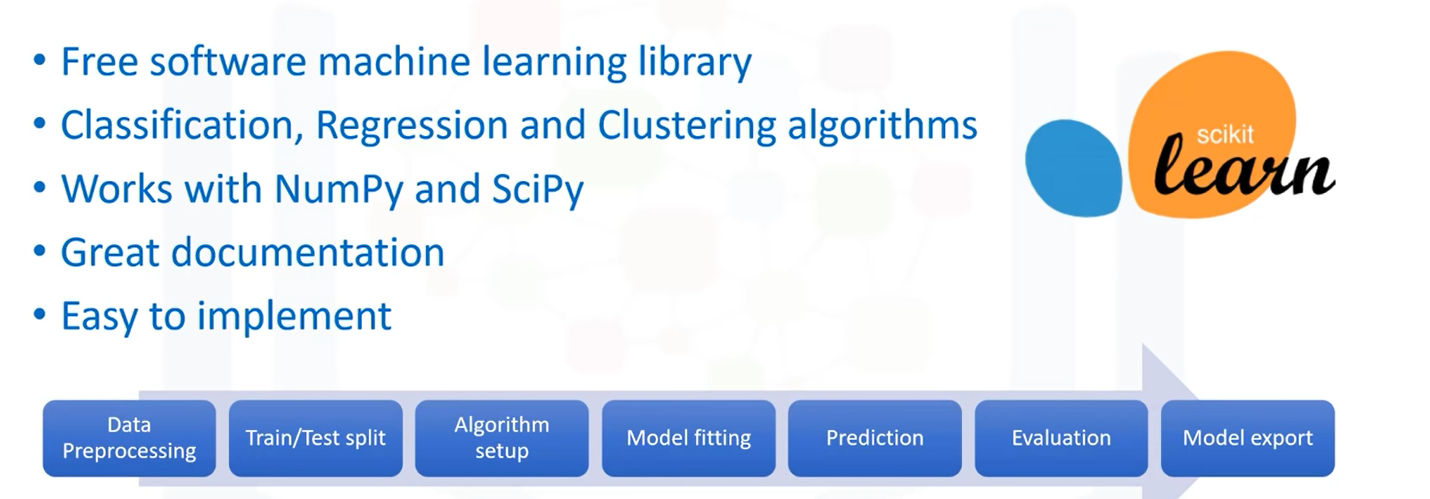 • Free software machine learning library
• Classification, Regression and Clustering algorithms
• Works with NumPy and SciPy
• Great documentation
• Easy to implement
scikit
learn
Data
Preprocessing
Train/Test split
Algorithm
setup
Model fitting
Prediction
Evaluation
Model export